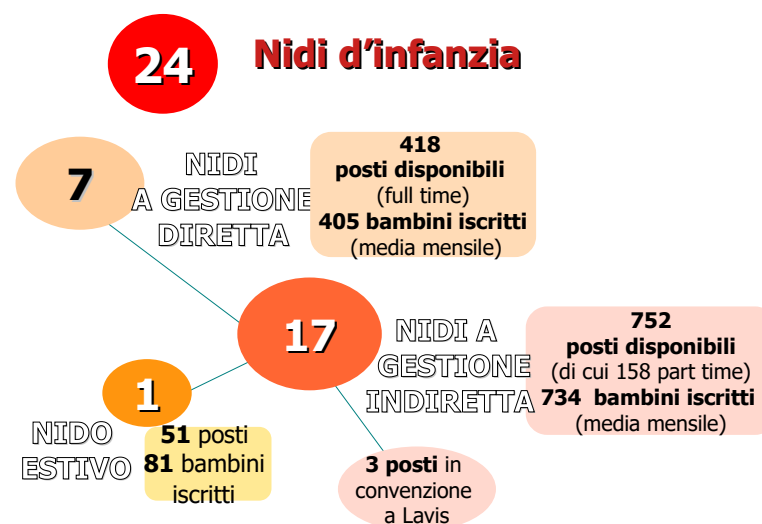 24
Nidi d'infanzia
7
NIDI
A GESTIONE
DIRETTA
418
posti disponibili
(full time)
405 bambini iscritti
(media mensile)
17
NIDI A
GESTIONE
INDIRETTA
752
posti disponibili
(di cui 158 part time)
734 bambini iscritti
(media mensile)
1
NIDO
ESTIVO
51 posti
81 bambini
iscritti
3 posti in
convenzione
a Lavis